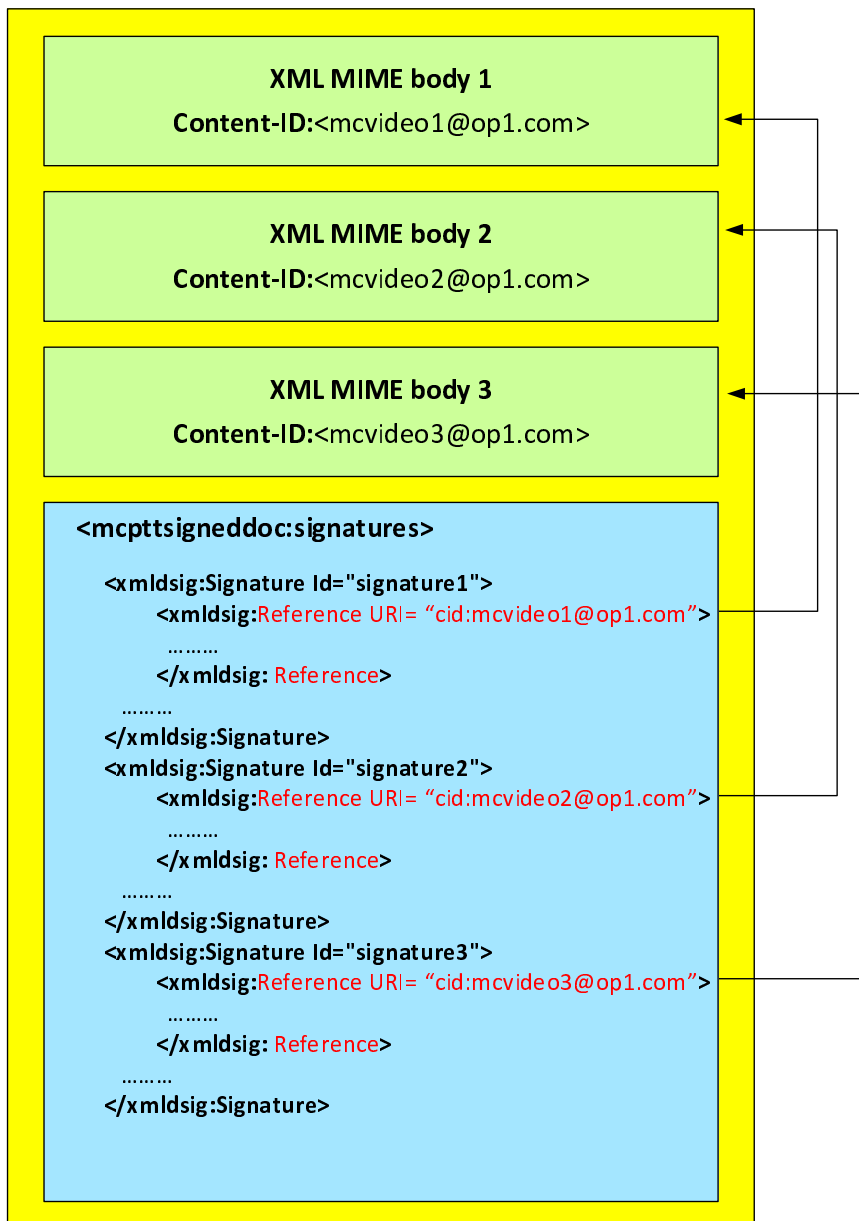 XML MIME body 1
Content-ID:<mcvideo1@op1.com>
XML MIME body 2
Content-ID:<mcvideo2@op1.com>
XML MIME body 3
Content-ID:<mcvideo3@op1.com>
<mcpttsigneddoc:signatures>
<xmldsig:Signature Id="signature1">
<xmldsig:Reference URI= “cid:mcvideo1@op1.com”>
………
</xmldsig: Reference>
………
</xmldsig:Signature>
<xmldsig:Signature Id="signature2">
<xmldsig:Reference URI= “cid:mcvideo2@op1.com”>
………
</xmldsig: Reference>
………
</xmldsig:Signature>
<xmldsig:Signature Id="signature3">
<xmldsig:Reference URI= “cid:mcvideo3@op1.com”>
………
</xmldsig: Reference>
………
</xmldsig:Signature>